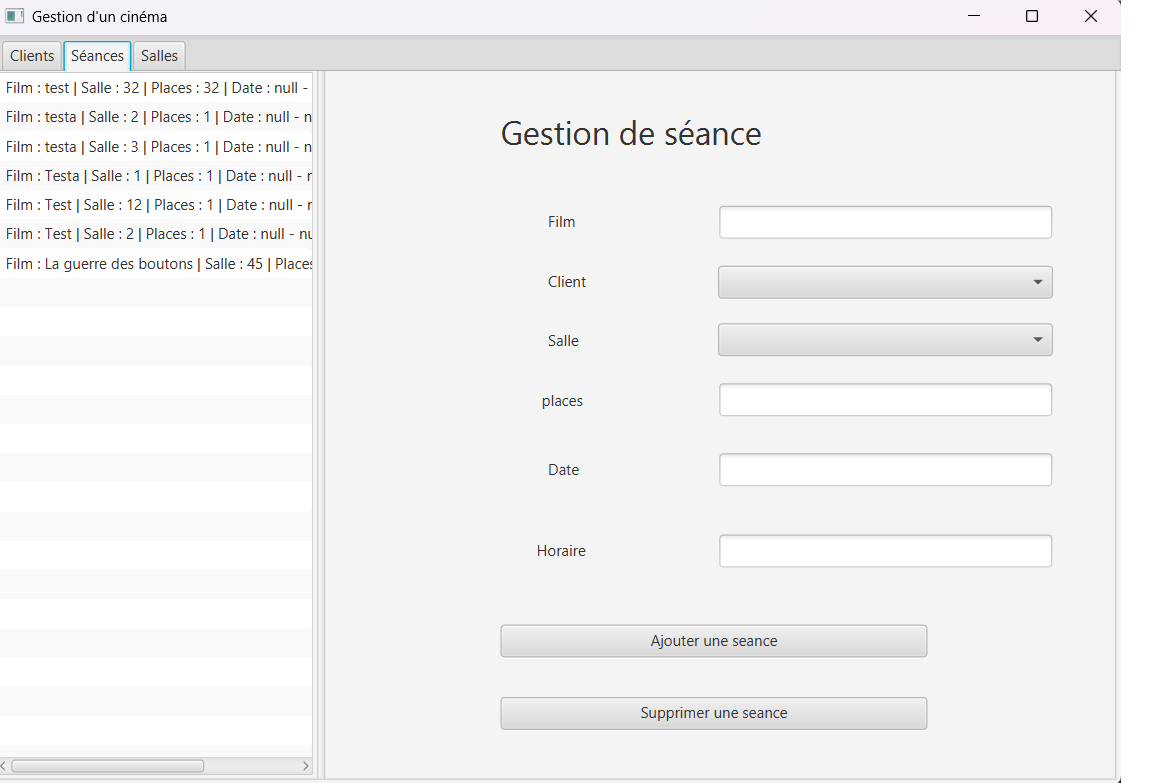 Gestion d'un cinéma
Clients Séances Salles
Film : test | Salle : 32 | Places : 32 | Date : null -
Film : testa | Salle : 2 | Places : 1 | Date : null - n
Film : testa | Salle : 3 | Places : 1 | Date : null - n
Film : Testa | Salle : 1 | Places : 1 | Date : null - r
Film : Test | Salle : 12 | Places : 1 | Date : null - r
Film : Test | Salle : 2 | Places : 1 | Date : null - nu
Film : La guerre des boutons | Salle : 45 | Places
Gestion de séance
Film
Client
Salle
places
Date
Horaire
Ajouter une seance
Supprimer une seance